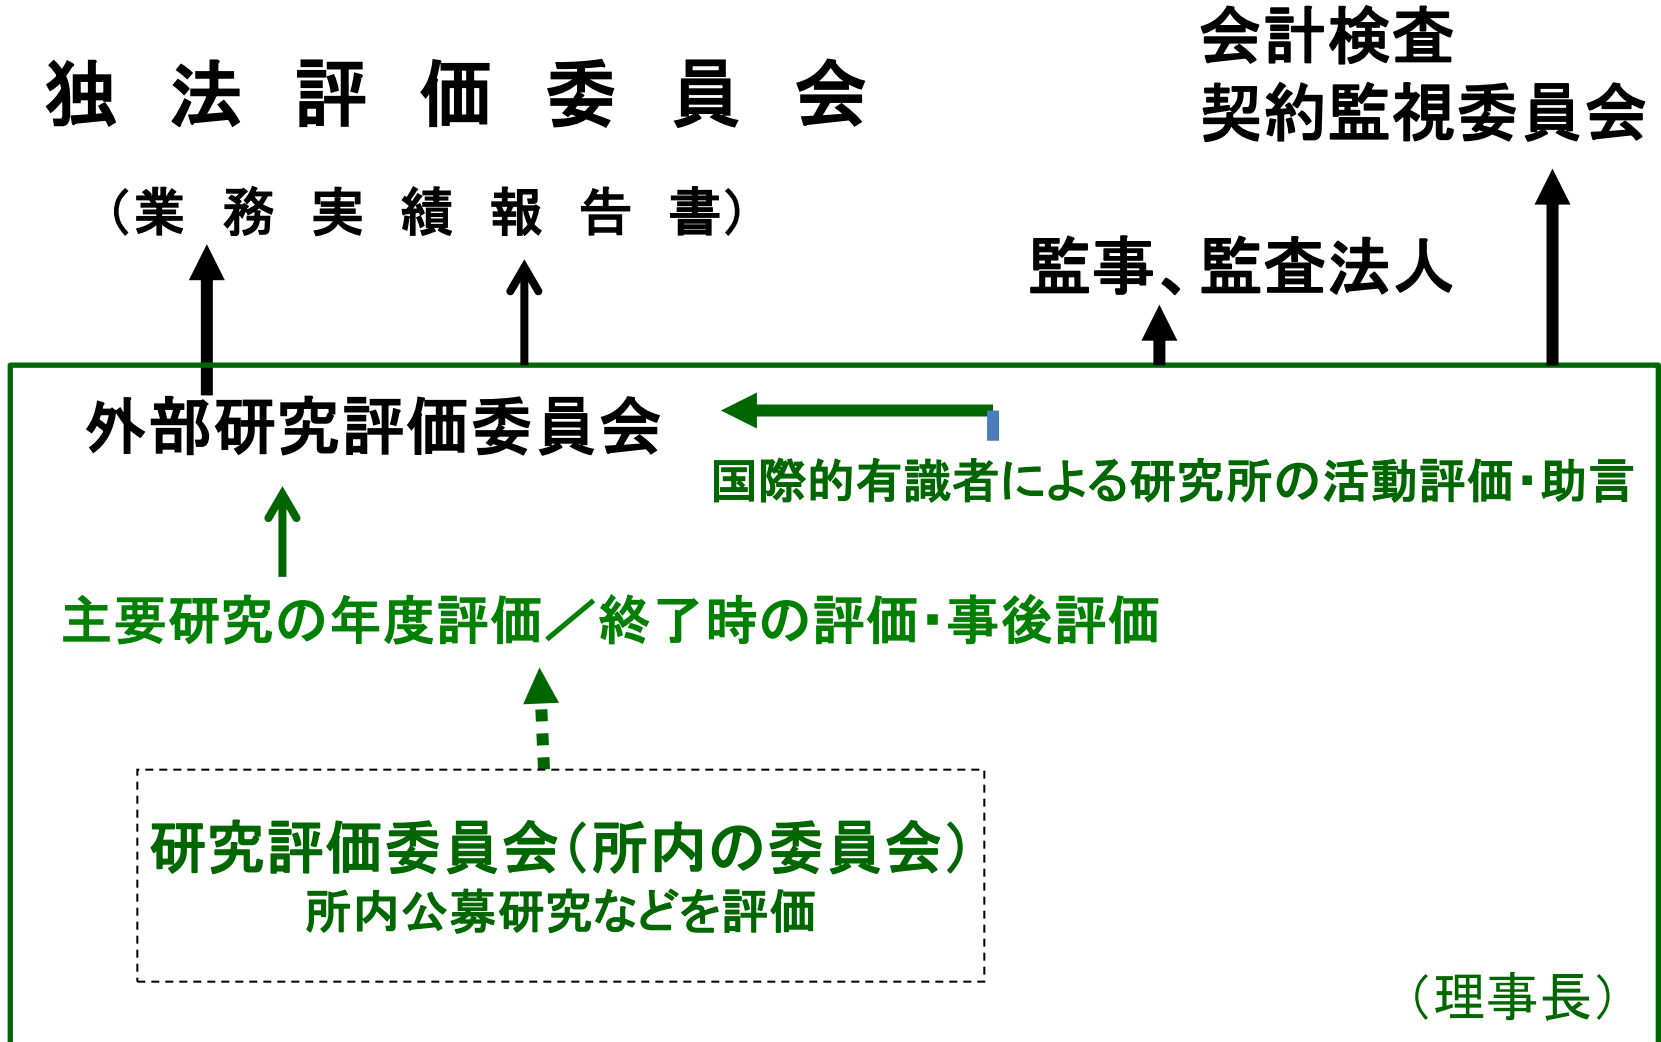 会計検査
契約監視委員会
独法評価委員会
（業務実績報告書）
監事、監査法人
外部研究評価委員会
国際的有識者による研究所の活動評価・助言
主要研究の年度評価／終了時の評価・事後評価
研究評価委員会（所内の委員会）
所内公募研究などを評価
（理事長）